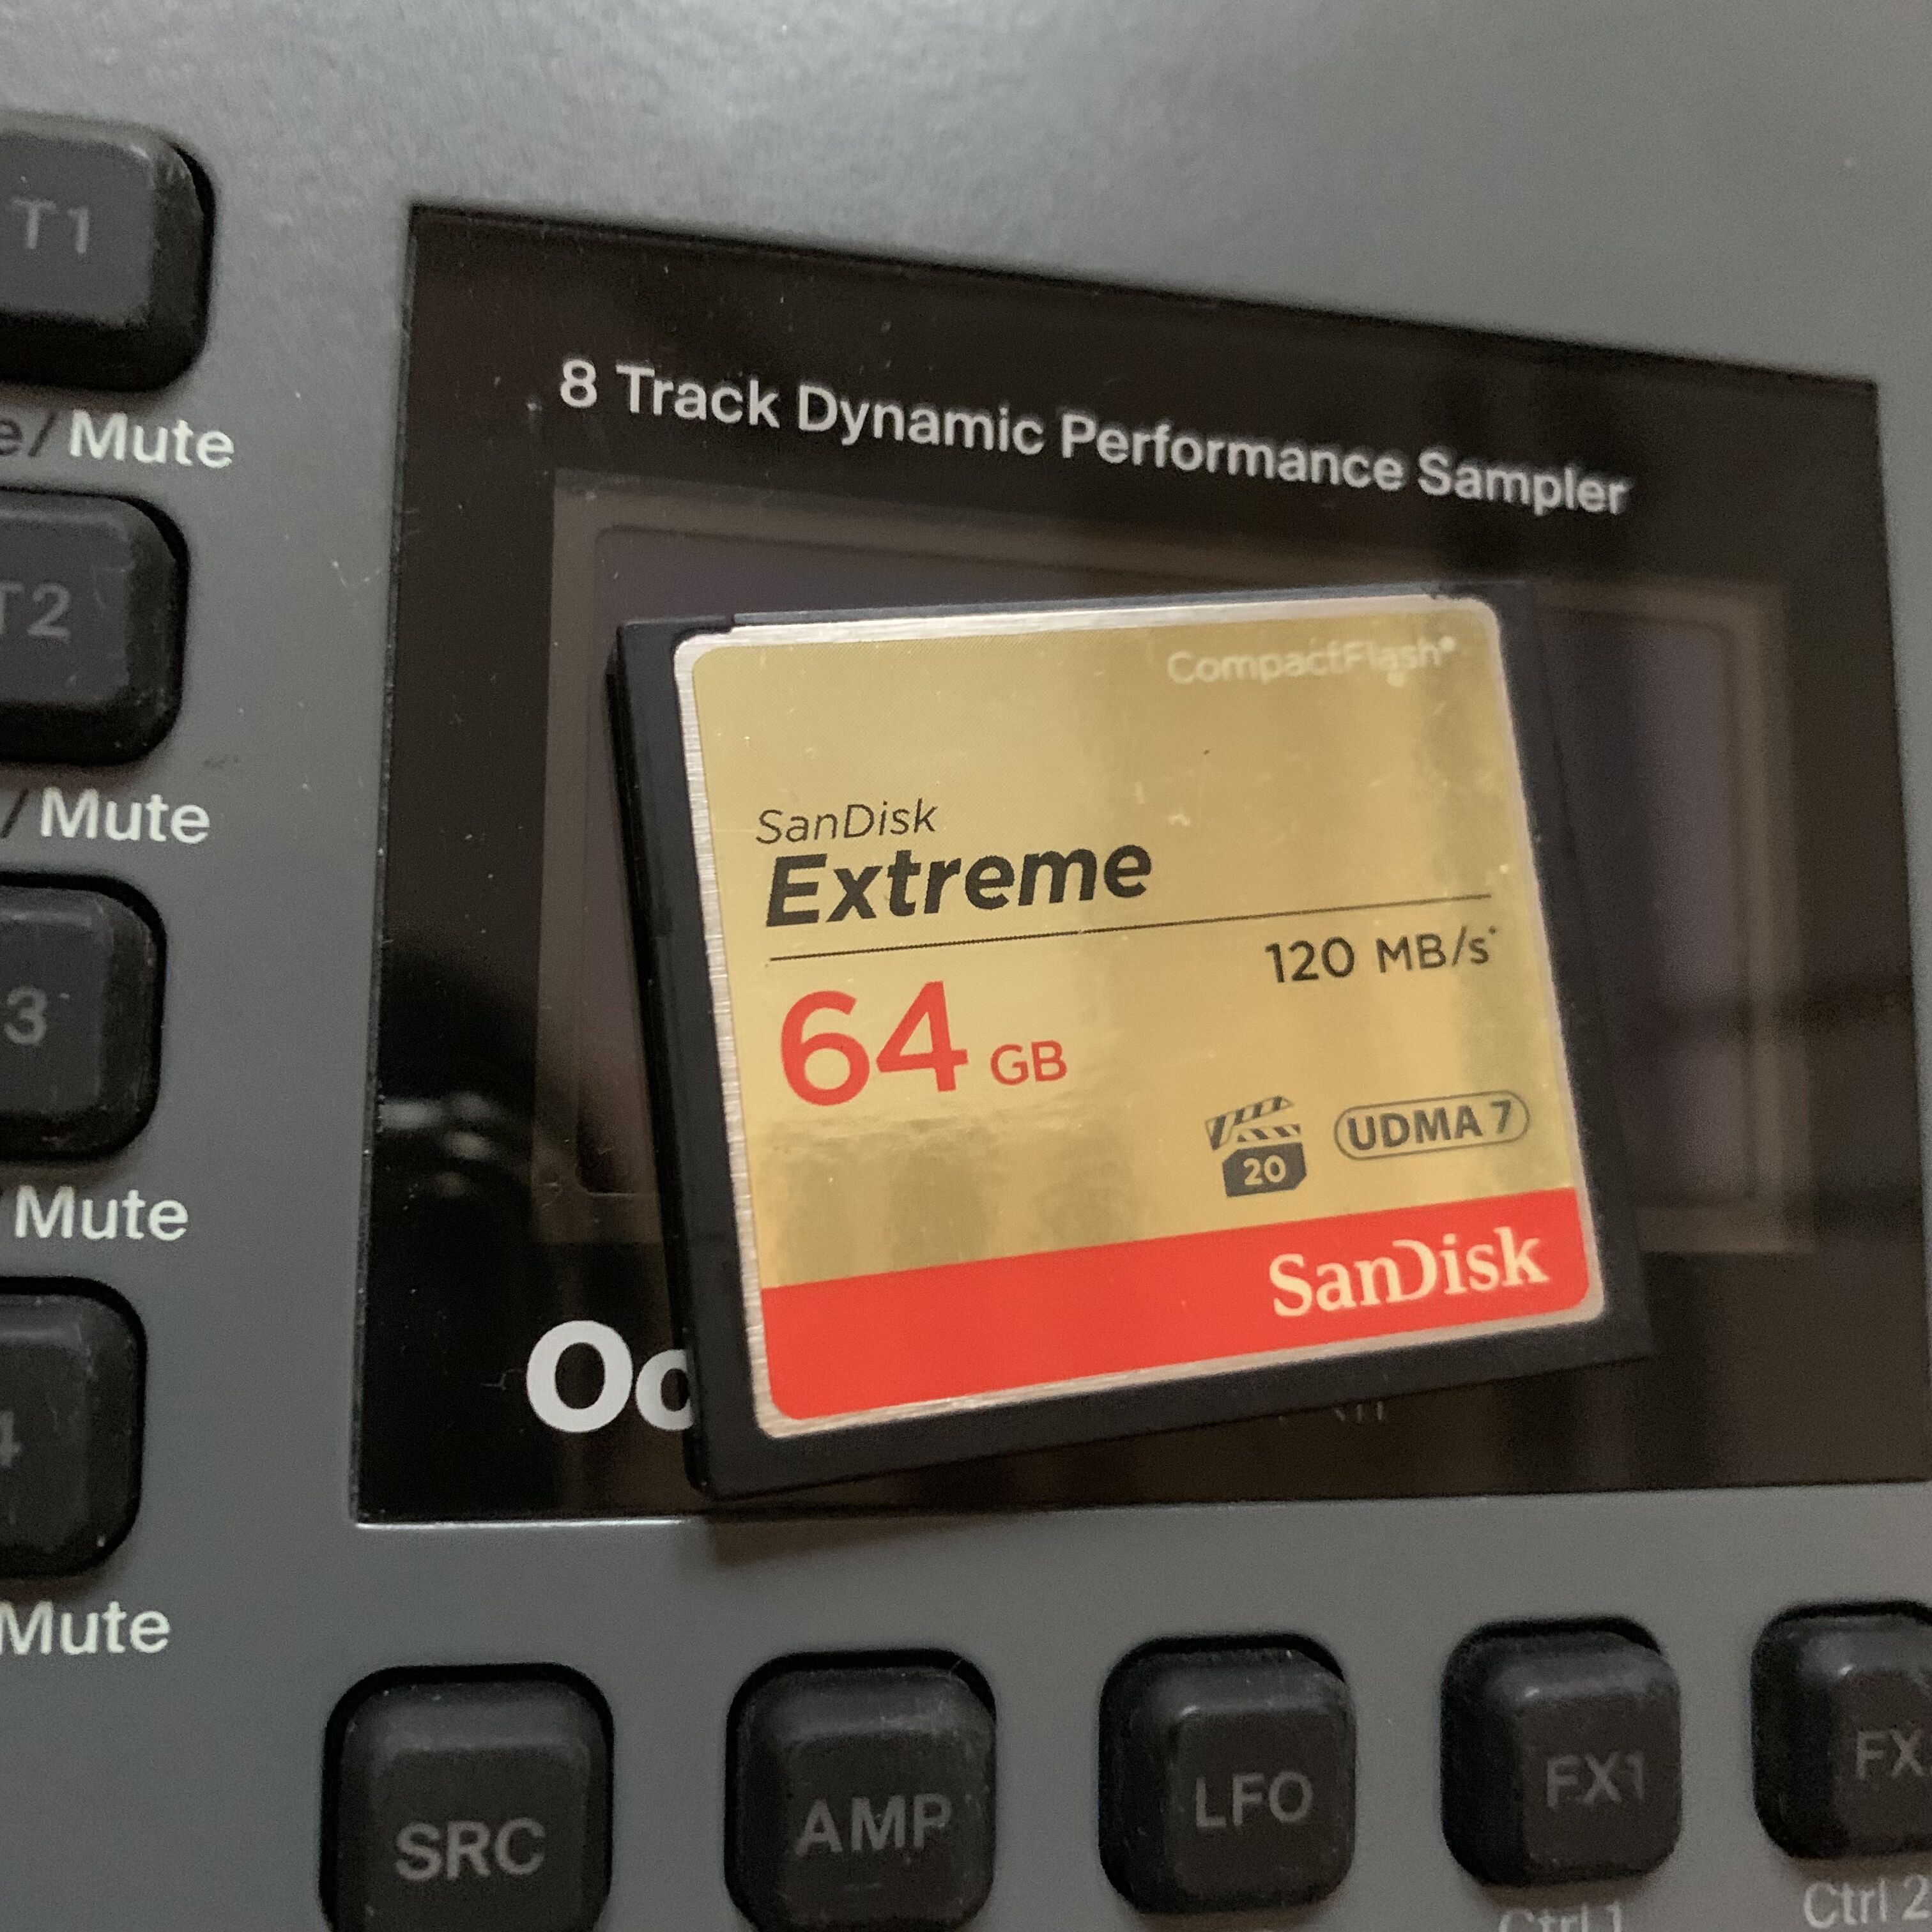 T1
e/Mute
T2
/Mute
3
/Mute
4
Mute
8 Track Dynamic Performance Sampler
CompactFlash®
SanDisk
Extreme
120 MB/s*
64 GB
20
UDMA 7
SanDisk
Oc
SRC
AMP
LFO
FX1
FX
Ctrl 1
Ctrl 2